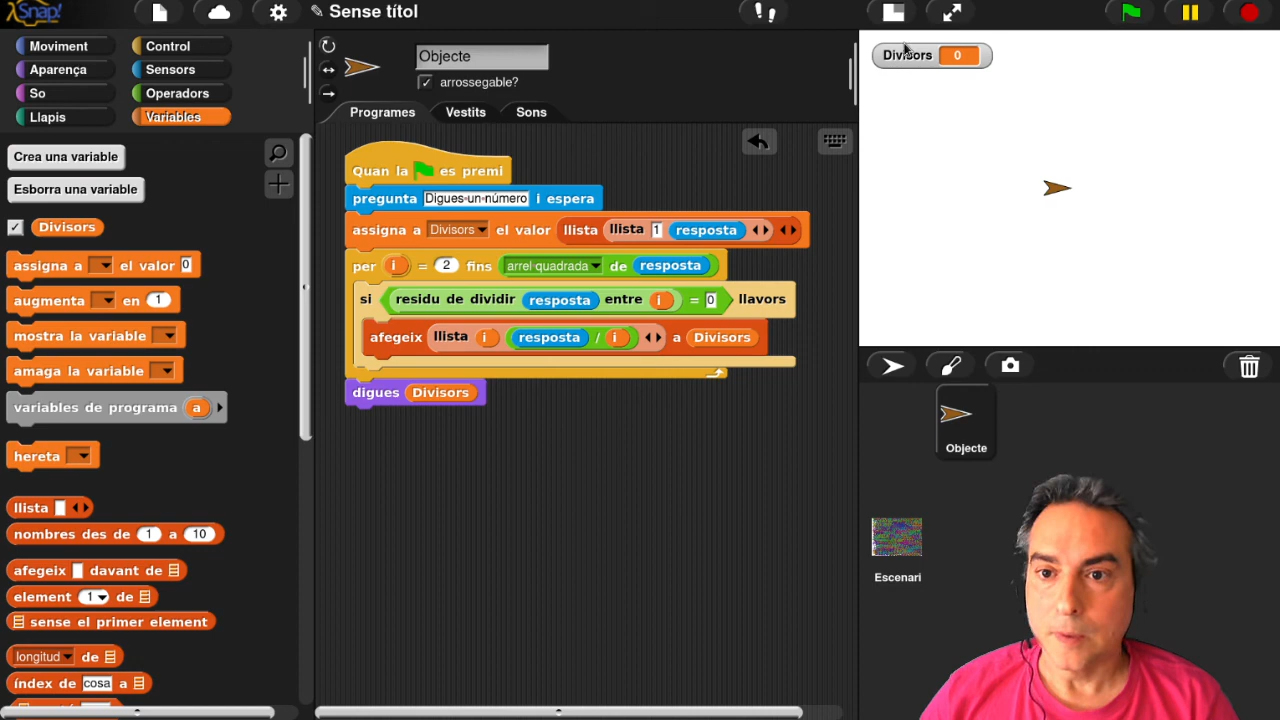 Snap!
Sense títol
Moviment
Control
Aparença
Sensors
So
Operadors
Llapis
Variables
Crea una variable
Esborra una variable
Divisors
assigna a el valor 0
augmenta en 1
mostra la variable
amaga la variable
variables de programa a
hereta
llista
nombres des de 1 a 10
afegeix davant de
element 1 de
sense el primer element
longitud de
índex de cosa a
Objecte
arrossegable?
Programes
Vestits
Sons
Quan la es premi
pregunta Digues un número i espera
assigna a Divisors el valor llista llista 1 resposta
per i = 2 fins arrel quadrada de resposta
si residu de dividir resposta entre i = 0 llavors
afegeix llista i resposta / i a Divisors
digues Divisors
Divisors 0
Objecte
Escenari